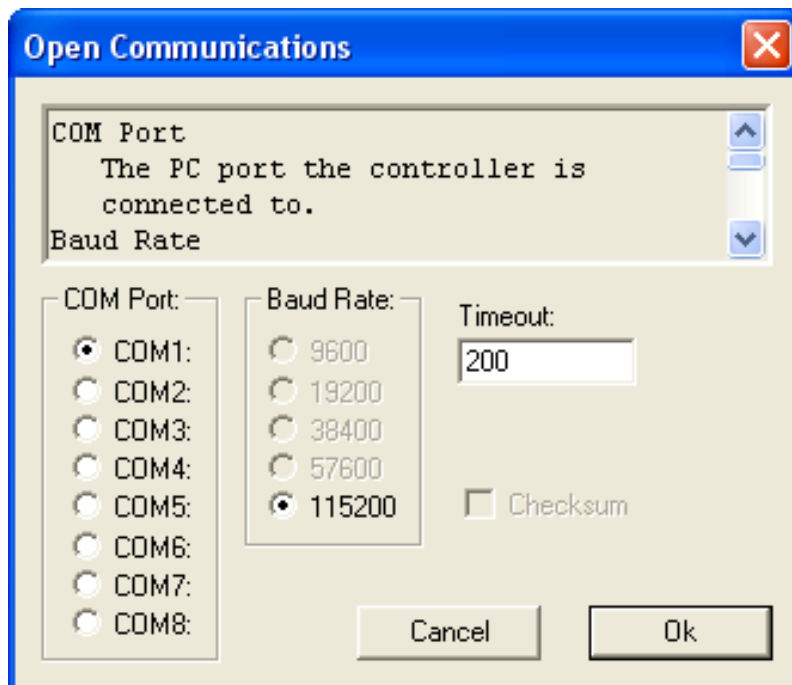 Open Communications
COM Port
The PC port the controller is
connected to.
Baud Rate
COM Port:
COM1:
COM2:
COM3:
COM4:
COM5:
COM6:
COM7:
COM8:
Baud Rate:
9600
19200
38400
57600
115200
Timeout:
200
Checksum
Cancel
Ok